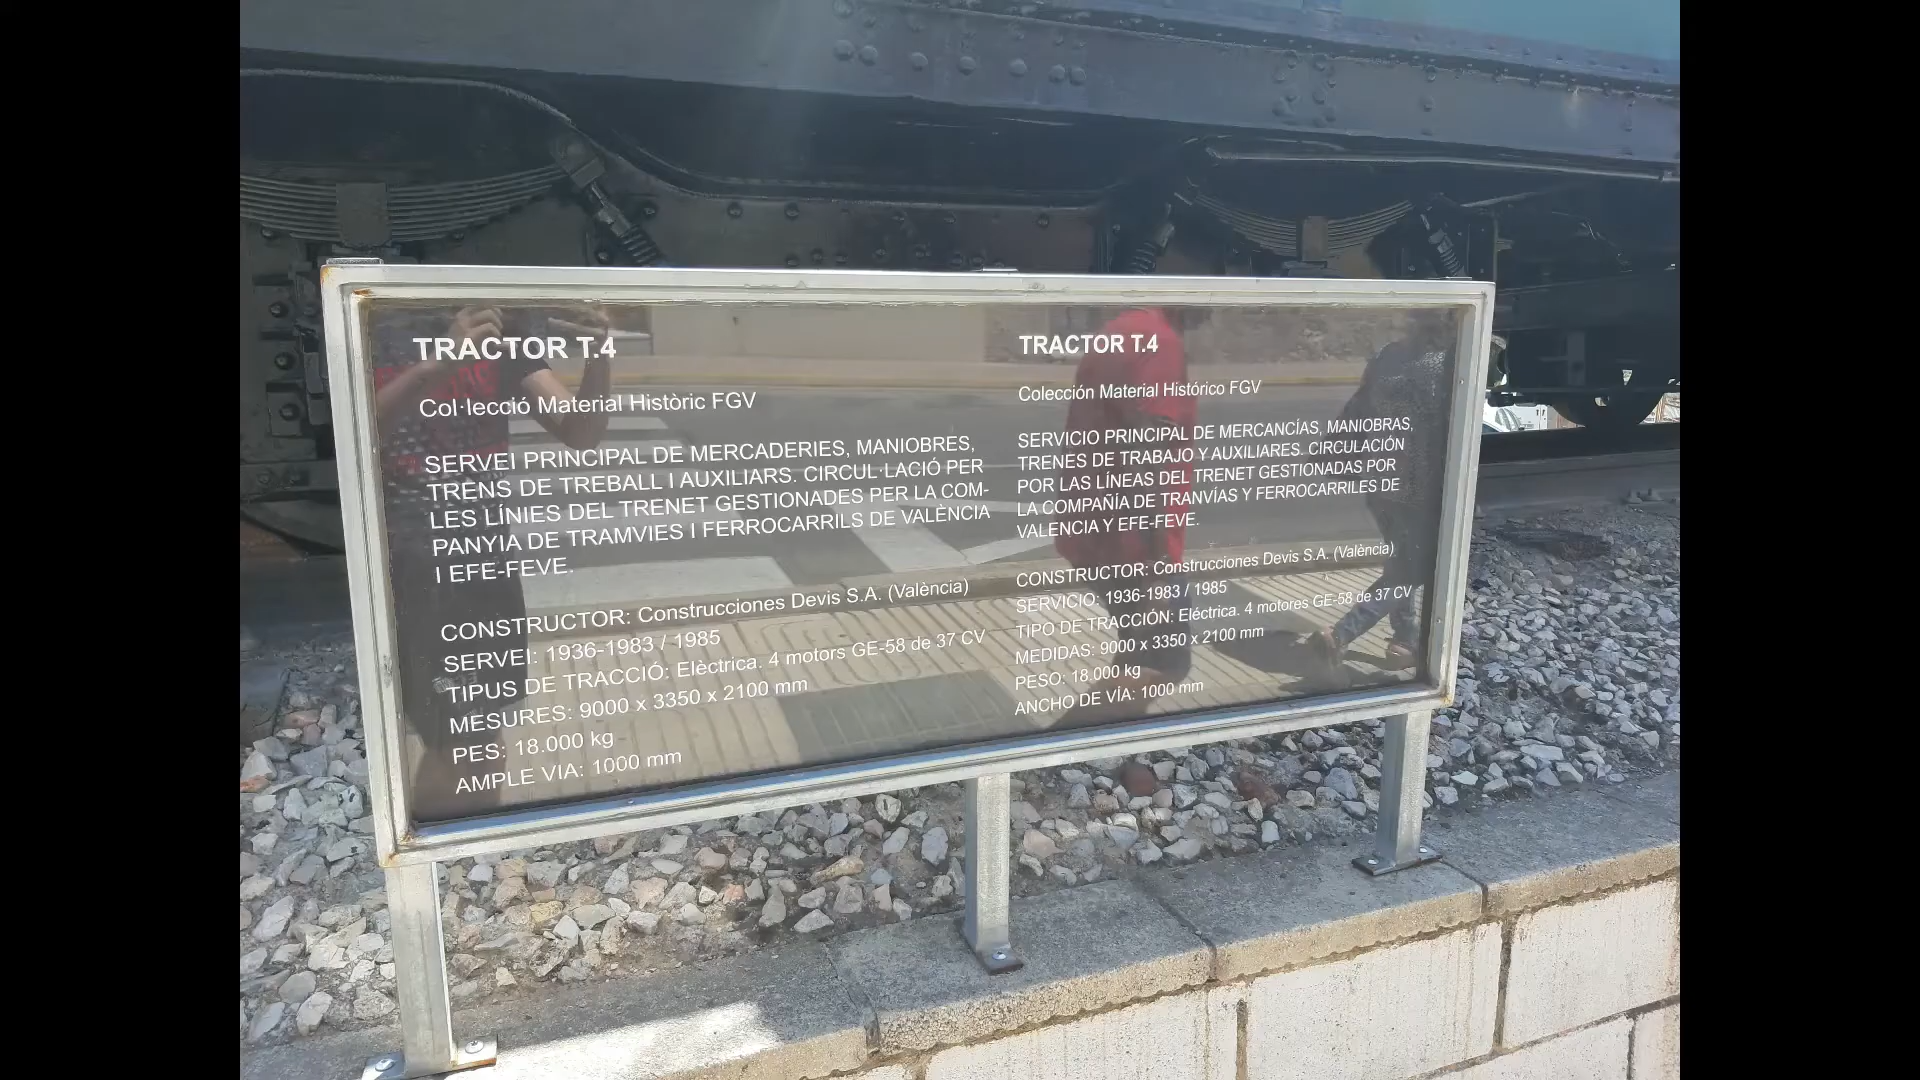 TRACTOR T.4
Col·lecció Material Històric FGV
SERVEI PRINCIPAL DE MERCADERIES, MANIOBRES,
TRENS DE TREBALL I AUXILIARS. CIRCUL·LACIÓ PER
LES LÍNIES DEL TRENET GESTIONADES PER LA COM-
PANYIA DE TRAMVIES I FERROCARRILS DE VALÈNCIA
I EFE-FEVE.
CONSTRUCTOR: Construcciones Devis S.A. (València)
SERVEI: 1936-1983 / 1985
TIPUS DE TRACCIÓ: Elèctrica. 4 motors GE-58 de 37 CV
MESURES: 9000 x 3350 x 2100 mm
PES: 18.000 kg
AMPLE VIA: 1000 mm
TRACTOR T.4
Colección Material Histórico FGV
SERVICIO PRINCIPAL DE MERCANCÍAS, MANIOBRAS,
TRENES DE TRABAJO Y AUXILIARES. CIRCULACIÓN
POR LAS LÍNEAS DEL TRENET GESTIONADAS POR
LA COMPAÑÍA DE TRANVÍAS Y FERROCARRILES DE
VALENCIA Y EFE-FEVE.
CONSTRUCTOR: Construcciones Devis S.A. (València)
SERVICIO: 1936-1983 / 1985
TIPO DE TRACCIÓN: Eléctrica. 4 motores GE-58 de 37 CV
MEDIDAS: 9000 x 3350 x 2100 mm
PESO: 18.000 kg
ANCHO DE VÍA: 1000 mm